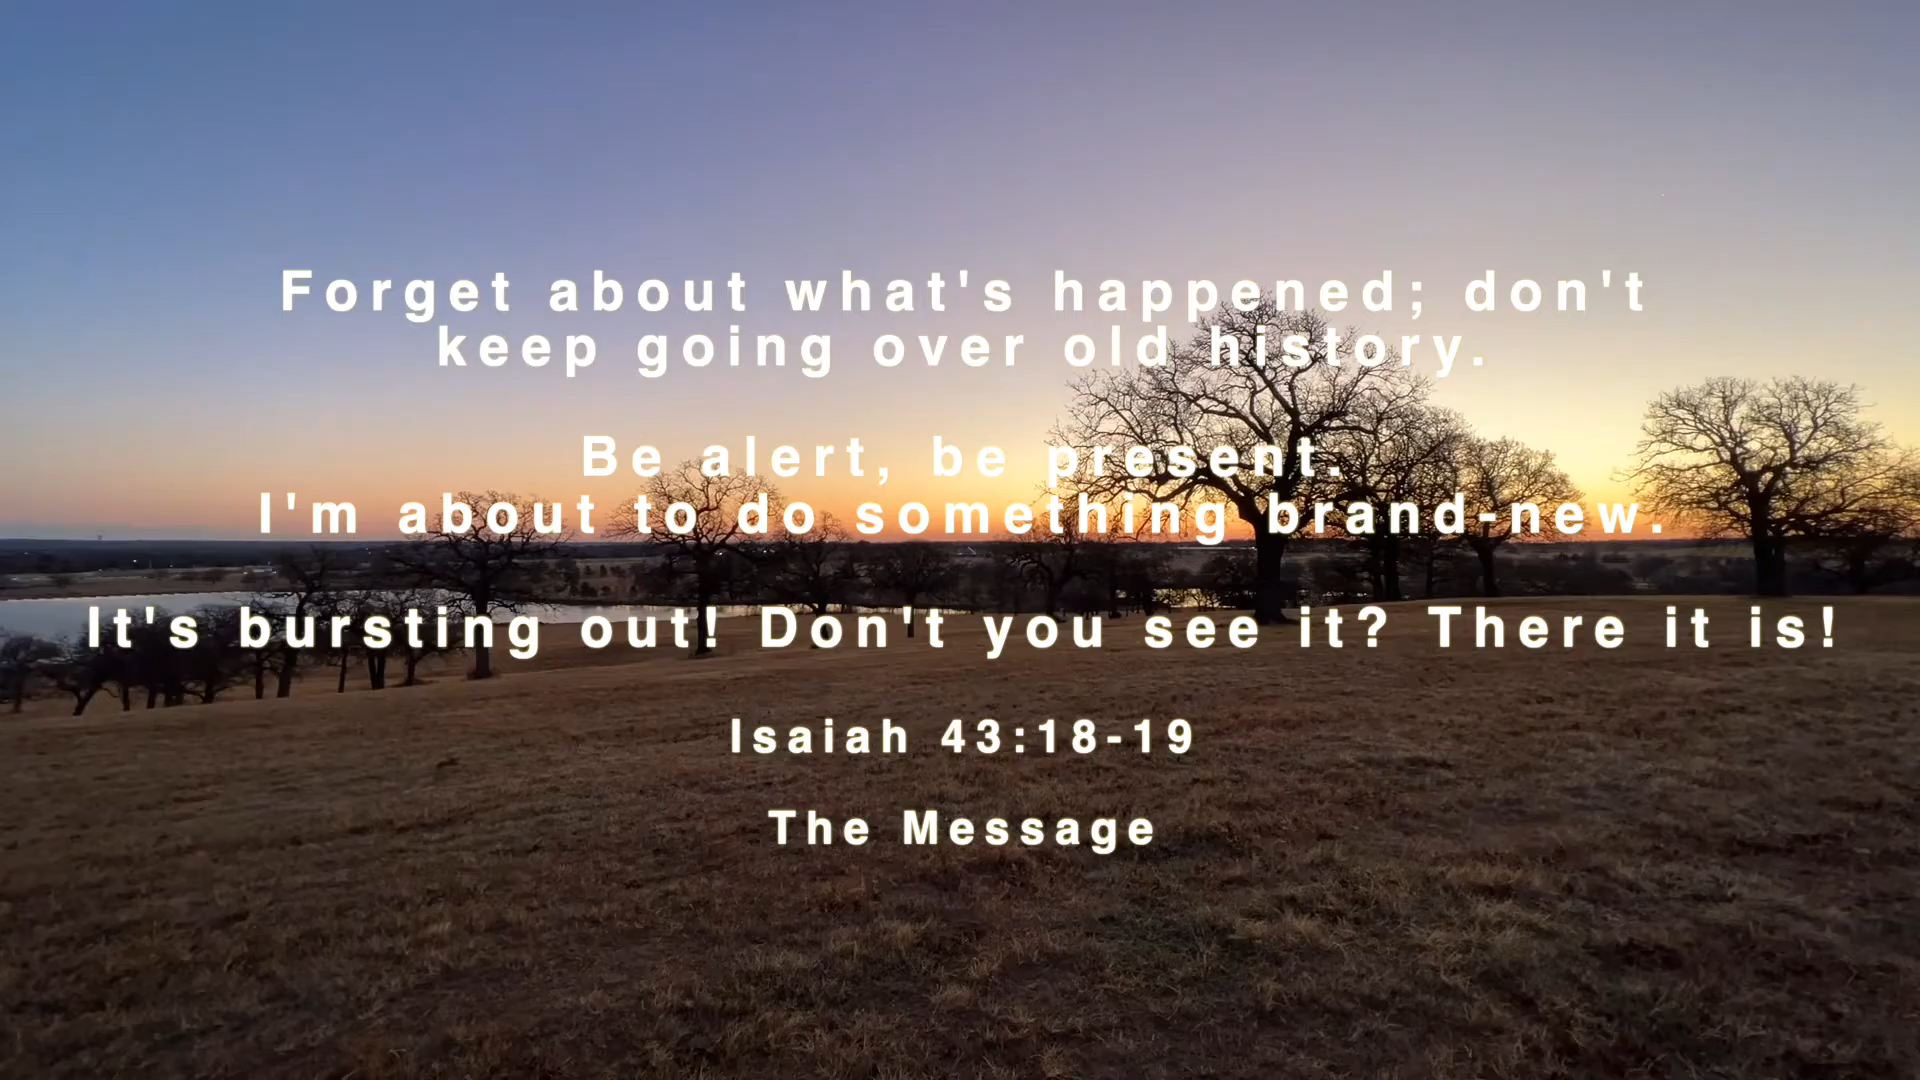 Forget about what's happened; don't
keep going over old history.
Be alert, be present.
I'm about to do something brand-new.
It's bursting out! Don't you see it? There it is!
Isaiah 43:18-19
The Message